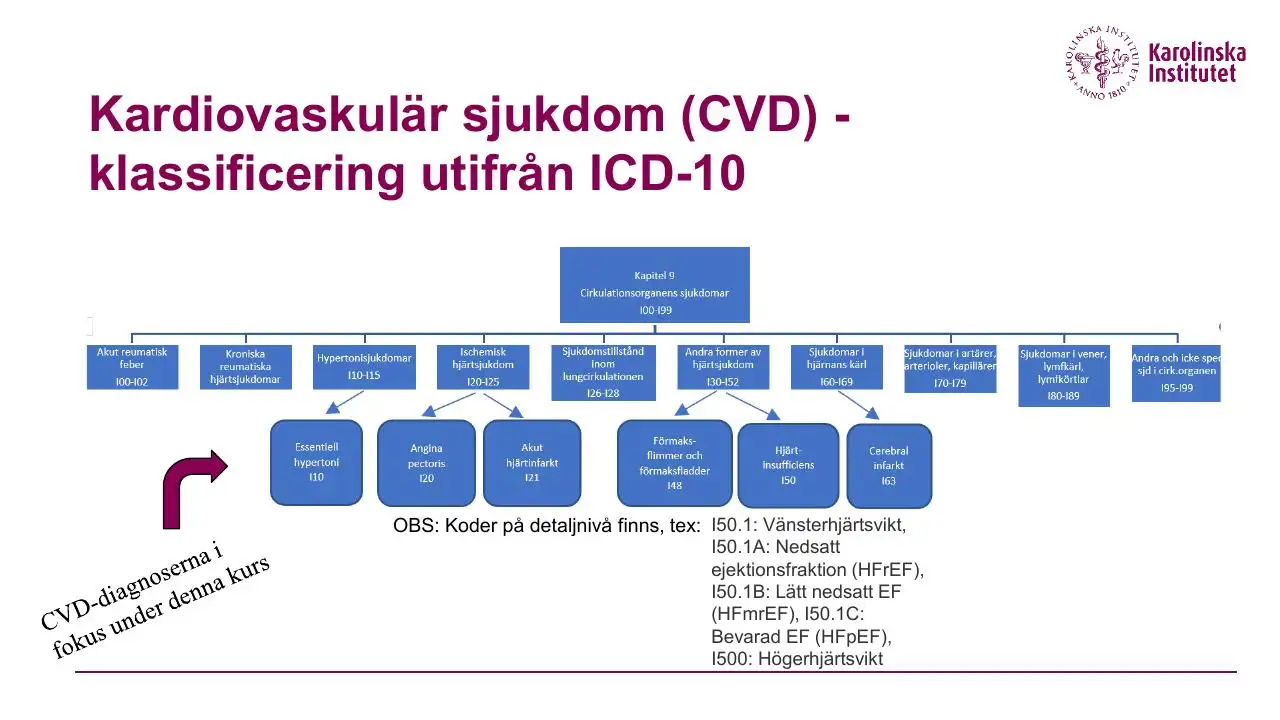 KAROLINSKA INSTITUTET ANNO 1810
Karolinska
Institutet
Kardiovaskulär sjukdom (CVD) -
klassificering utifrån ICD-10
Kapitel 9
Cirkulationsorganens sjukdomar
I00-I99
Akut reumatisk
feber
I00-I02
Kroniska
reumatiska
hjärtsjukdomar
Hypertonisjukdomar
I10-I15
Ischemisk
hjärtsjukdom
I20-I25
Sjukdomstillstånd
inom
lungcirkulationen
I26-I28
Andra former av
hjärtsjukdom
I30-I52
Sjukdomar i
hjärnans kärl
I60-I69
Sjukdomar i artärer,
arterioler, kapillärer
I70-I79
Sjukdomar i vener,
lymfkärl,
lymfkörtlar
I80-I89
Andra och icke spec
sjd i cirk.organen
I95-I99
Essentiell
hypertoni
I10
Angina
pectoris
I20
Akut
hjärtinfarkt
I21
Förmaks-
flimmer och
förmaksfladder
I48
Hjärt-
insufficiens
I50
Cerebral
infarkt
I63
CVD-diagnoserna i
fokus under denna kurs
OBS: Koder på detaljnivå finns, tex:
I50.1: Vänsterhjärtsvikt,
I50.1A: Nedsatt
ejektionsfraktion (HFrEF),
I50.1B: Lätt nedsatt EF
(HFmrEF), I50.1C:
Bevarad EF (HFpEF),
I500: Högerhjärtsvikt